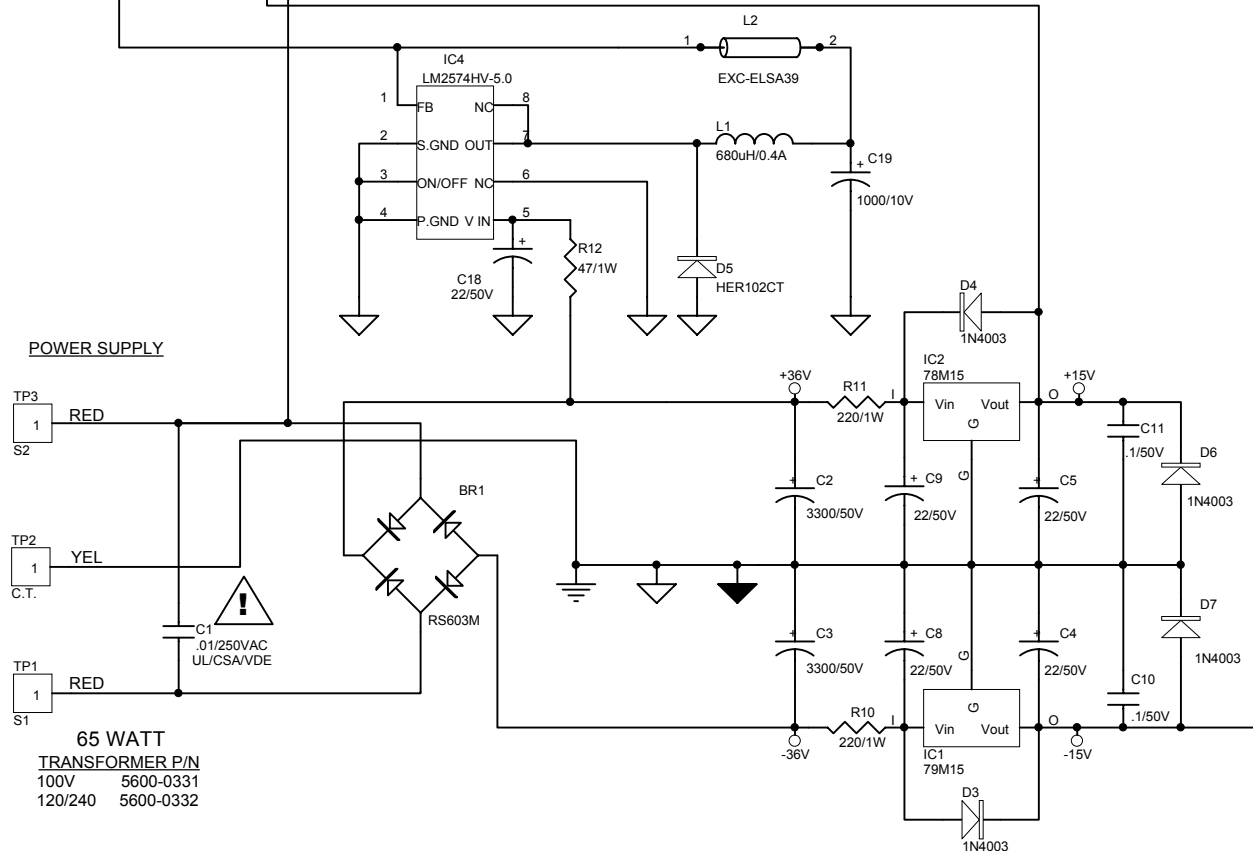 L2
1
2
EXC-ELSA39
IC4
LM2574HV-5.0
1
FB
NC
8
2
S.GND
OUT
7
3
ON/OFF
NC
6
4
P.GND
V IN
5
L1
680uH/0.4A
+
C19
1000/10V
+
C18
22/50V
R12
47/1W
D5
HER102CT
D4
1N4003
POWER SUPPLY
TP3
1
RED
S2
TP2
1
YEL
C.T.
!
C1
.01/250VAC
UL/CSA/VDE
TP1
1
RED
S1
BR1
RS603M
+36V
R11
220/1W
I
IC2
78M15
Vin
Vout
G
O
+15V
G
C11
.1/50V
D6
1N4003
+
C2
3300/50V
+
C9
22/50V
+
C5
22/50V
+
C3
3300/50V
+
C8
22/50V
G
+
C4
22/50V
D7
1N4003
C10
.1/50V
R10
220/1W
-36V
I
G
Vin
Vout
IC1
79M15
O
-15V
D3
1N4003
65 WATT
TRANSFORMER P/N
100V 5600-0331
120/240 5600-0332